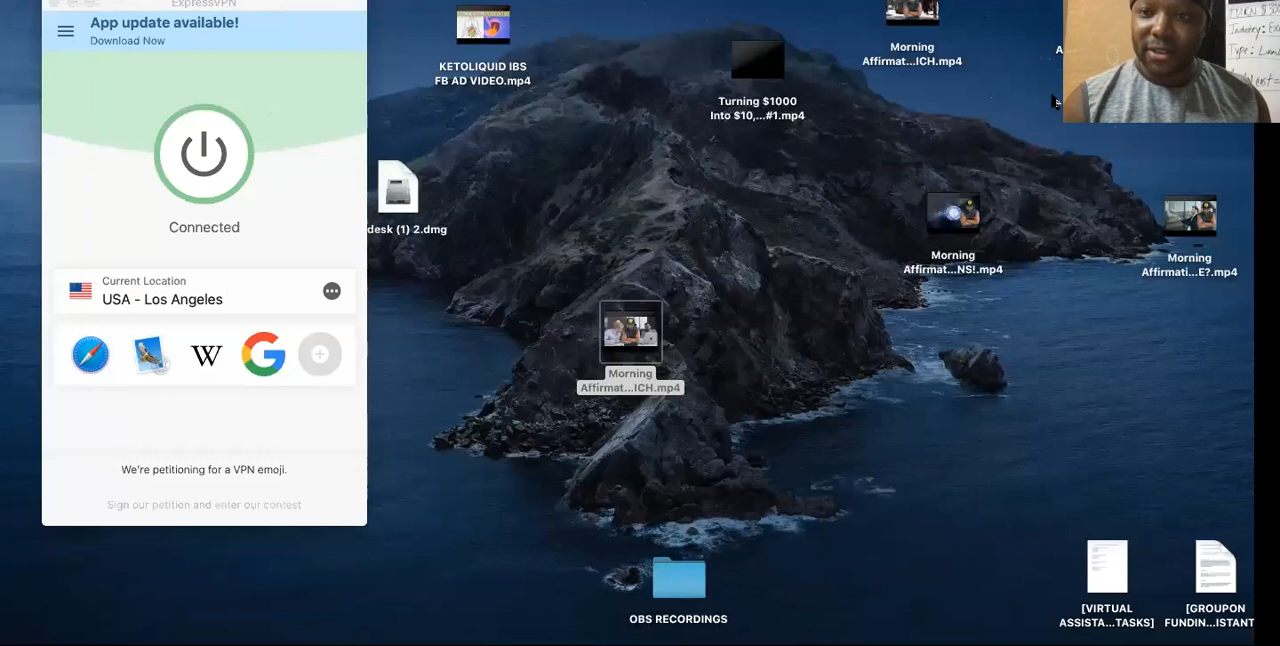 ExpressVPN
App update available!
Download Now
Connected
Current Location
USA - Los Angeles
W
We're petitioning for a VPN emoji.
Sign our petition and enter our contest
desk (1) 2.dmg
KETOLIQUID IBS
FB AD VIDEO.mp4
Turning $1000
Into $10,...#1.mp4
Morning
Affirmat...ICH.mp4
Morning
Affirmat...NS!.mp4
Morning
Affirmati...E?.mp4
Morning
Affirmat...ICH.mp4
OBS RECORDINGS
[VIRTUAL
ASSISTA...TASKS]
[GROUPON
FUNDIN...ISTANT